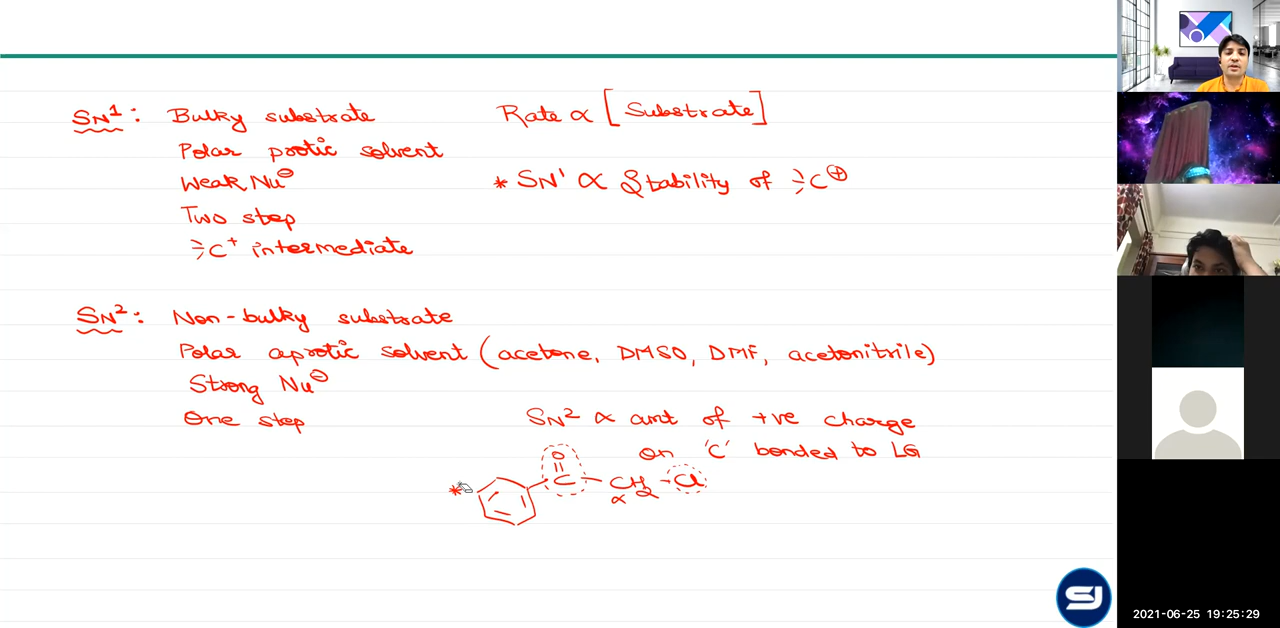 SN¹ : Bulky substrate
Rate ∝ [Substrate]
Polar protic solvent
Weak Nu⊖
* SN¹ ∝ Stability of ⩾C⊕
Two step
⩾C⁺ intermediate
SN² : Non-bulky substrate
Polar aprotic solvent (acetone, DMSO, DMF, acetonitrile)
Strong Nu⊖
One step
SN² ∝ amt of +ve charge
on 'C' bonded to LG
O
* C - CH2 - Cl
α
SJ
2021-06-25 19:25:29